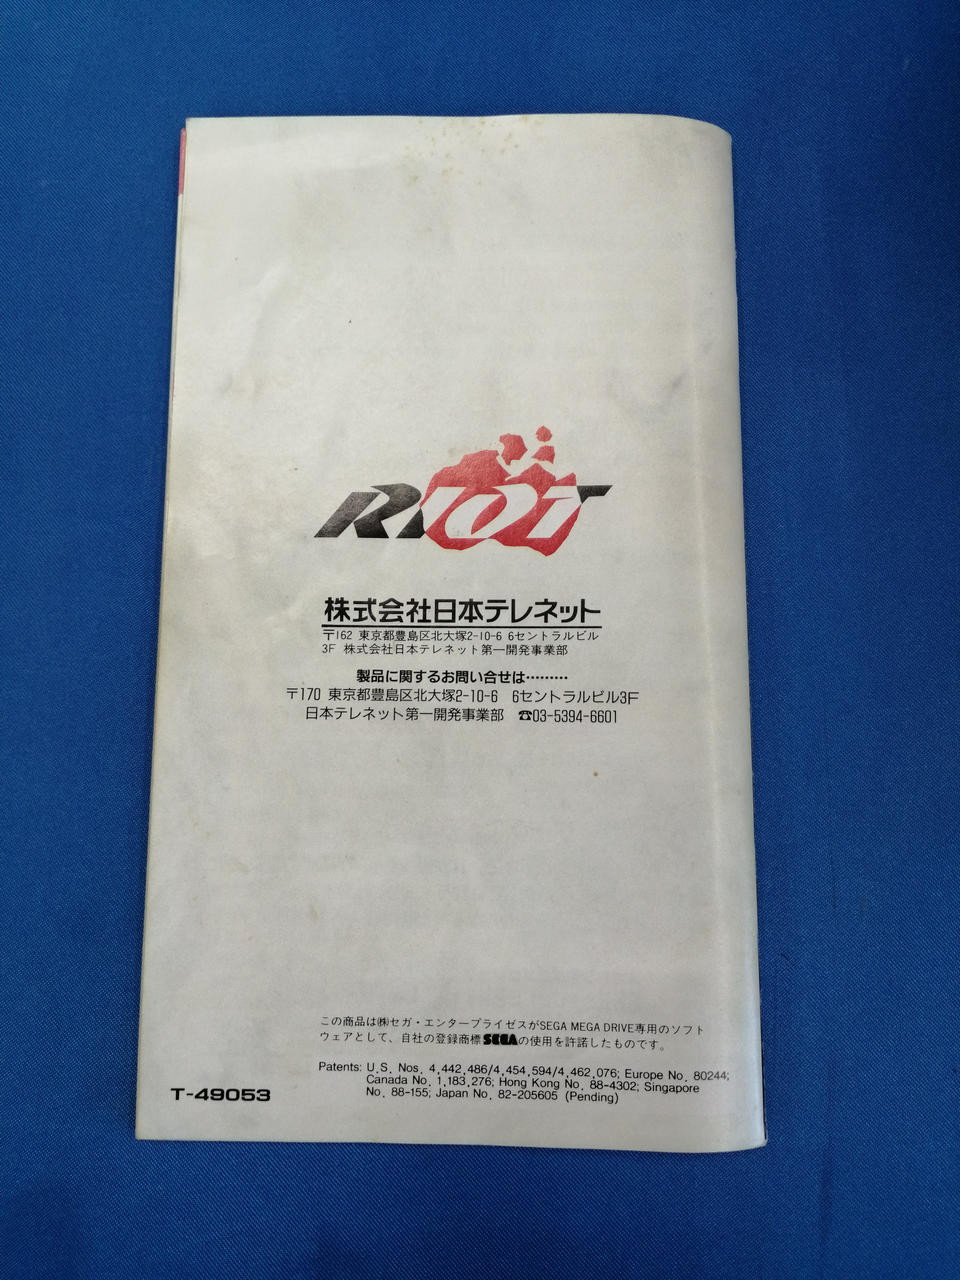 RIOT
株式会社日本テレネット
〒162 東京都豊島区北大塚2-10-6 6セントラルビル
3F 株式会社日本テレネット第一開発事業部
製品に関するお問い合せは………
〒170 東京都豊島区北大塚2-10-6 6セントラルビル3F
日本テレネット第一開発事業部 ☎03-5394-6601
この商品は㈱セガ・エンタープライゼスがSEGA MEGA DRIVE専用のソフト
ウェアとして、自社の登録商標SEGAの使用を許諾したものです。
Patents: U.S. Nos. 4,442,486/4,454,594/4,462,076; Europe No. 80244;
Canada No. 1,183,276; Hong Kong No. 88-4302; Singapore
No. 88-155; Japan No. 82-205605 (Pending)
T-49053